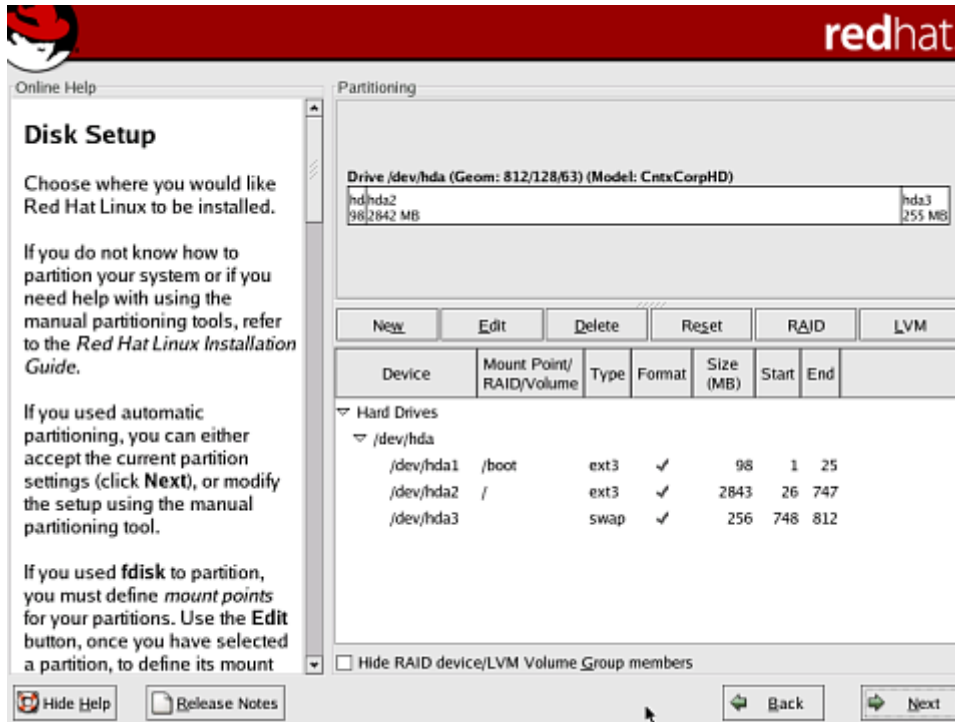 redhat
Online Help
Disk Setup
Choose where you would like
Red Hat Linux to be installed.
If you do not know how to
partition your system or if you
need help with using the
manual partitioning tools, refer
to the Red Hat Linux Installation
Guide.
If you used automatic
partitioning, you can either
accept the current partition
settings (click Next), or modify
the setup using the manual
partitioning tool.
If you used fdisk to partition,
you must define mount points
for your partitions. Use the Edit
button, once you have selected
a partition, to define its mount
Partitioning
Drive /dev/hda (Geom: 812/128/63) (Model: CntxCorpHD)
hd hda2 hda3
98 2842 MB 255 MB
New Edit Delete Reset RAID LVM
Device Mount Point/ RAID/Volume Type Format Size (MB) Start End
Hard Drives
/dev/hda
/dev/hda1 /boot ext3 ✓ 98 1 25
/dev/hda2 / ext3 ✓ 2843 26 747
/dev/hda3 swap ✓ 256 748 812
Hide RAID device/LVM Volume Group members
Hide Help Release Notes Back Next